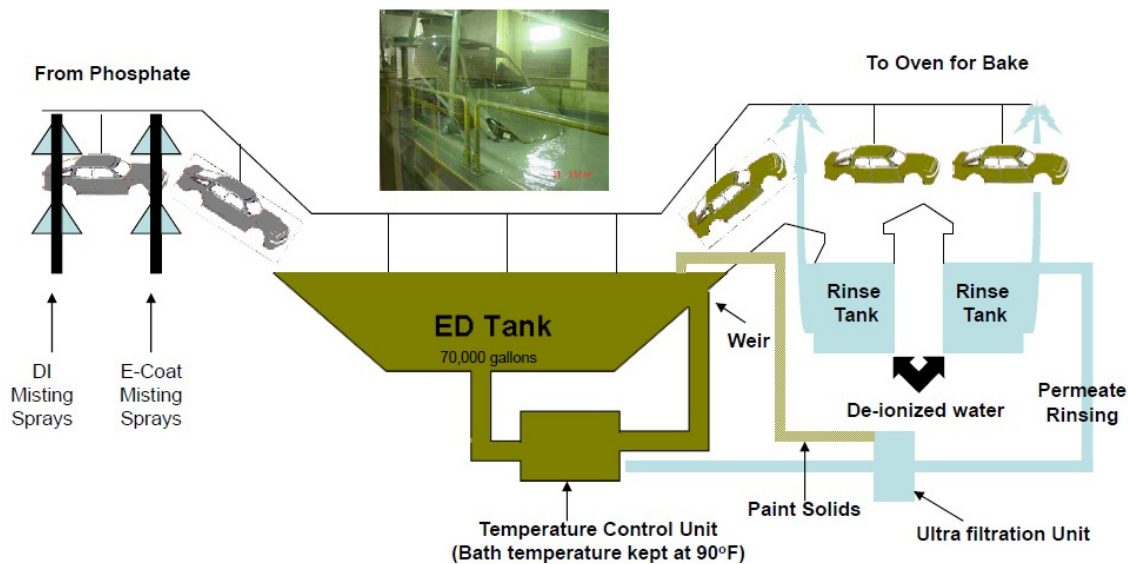 From Phosphate
To Oven for Bake
ED Tank
70,000 gallons
Weir
Rinse
Tank
Rinse
Tank
DI
Misting
Sprays
E-Coat
Misting
Sprays
De-ionized water
Permeate
Rinsing
Paint Solids
Ultra filtration Unit
Temperature Control Unit
(Bath temperature kept at 90°F)